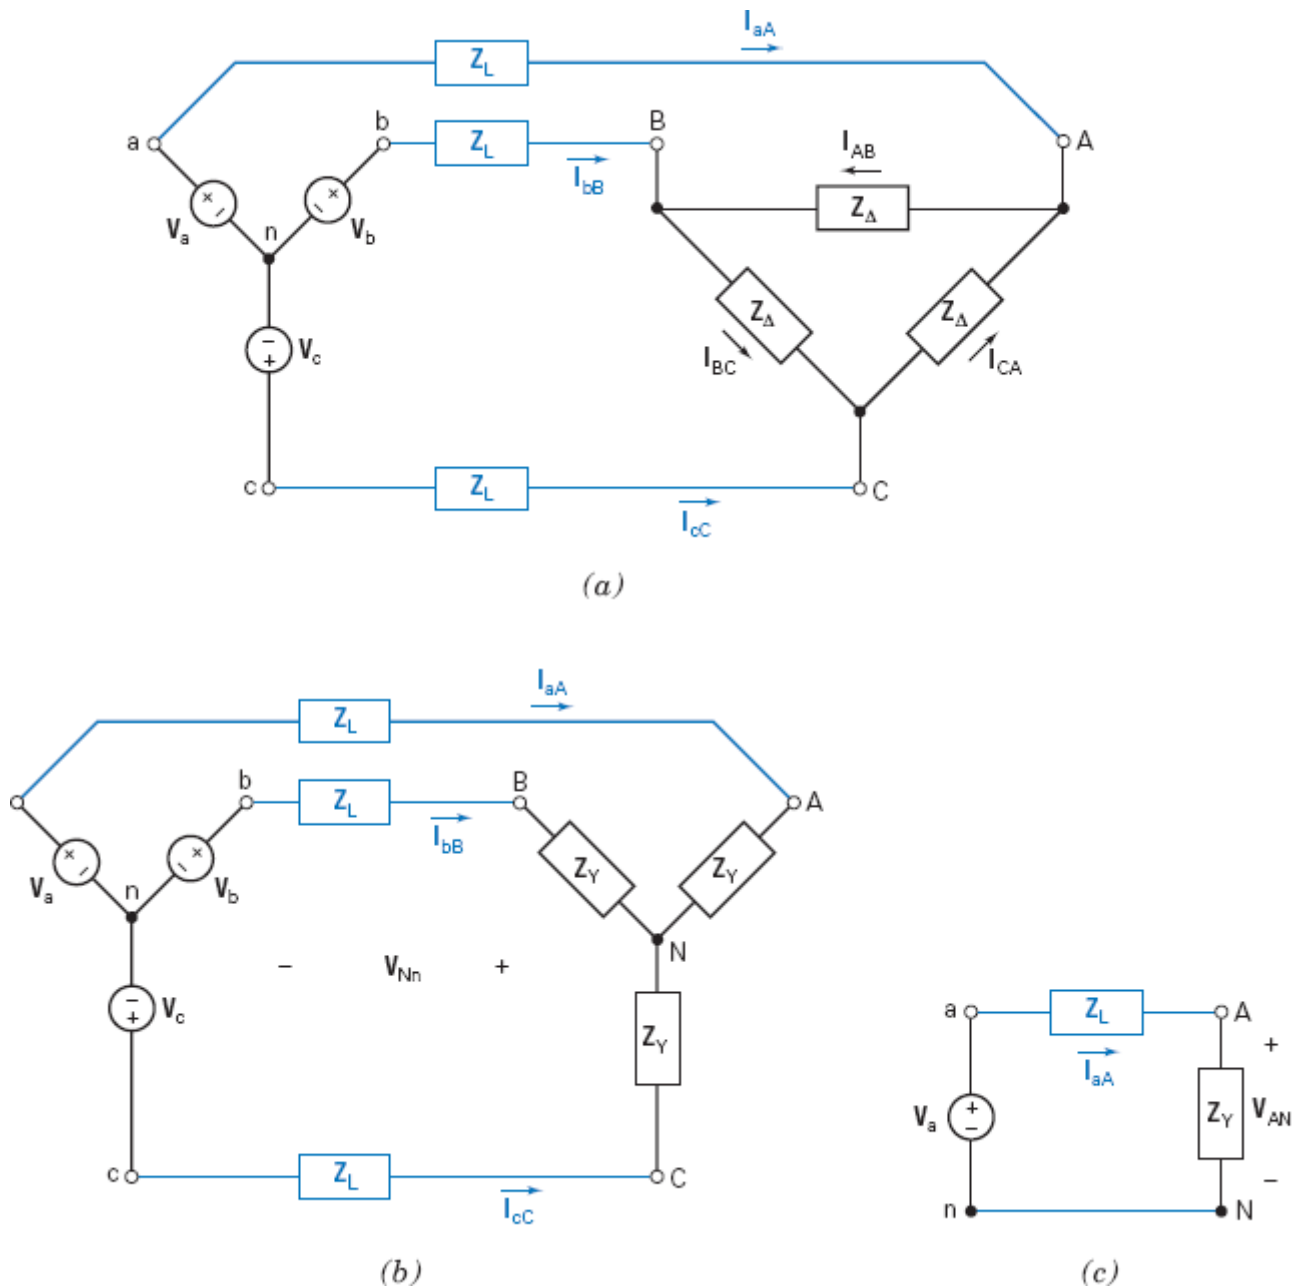 I_aA
Z_L
a b Z_L B A
I_bB I_AB
V_a n V_b Z_Δ
Z_Δ Z_Δ
V_c I_BC I_CA
c Z_L C
I_cC
(a)
I_aA
Z_L
b Z_L B A
I_bB
V_a n V_b Z_Y Z_Y
− V_Nn + N
V_c Z_Y
c Z_L C
I_cC
(b)
a Z_L A
I_aA +
V_a + − Z_Y V_AN
−
n N
(c)